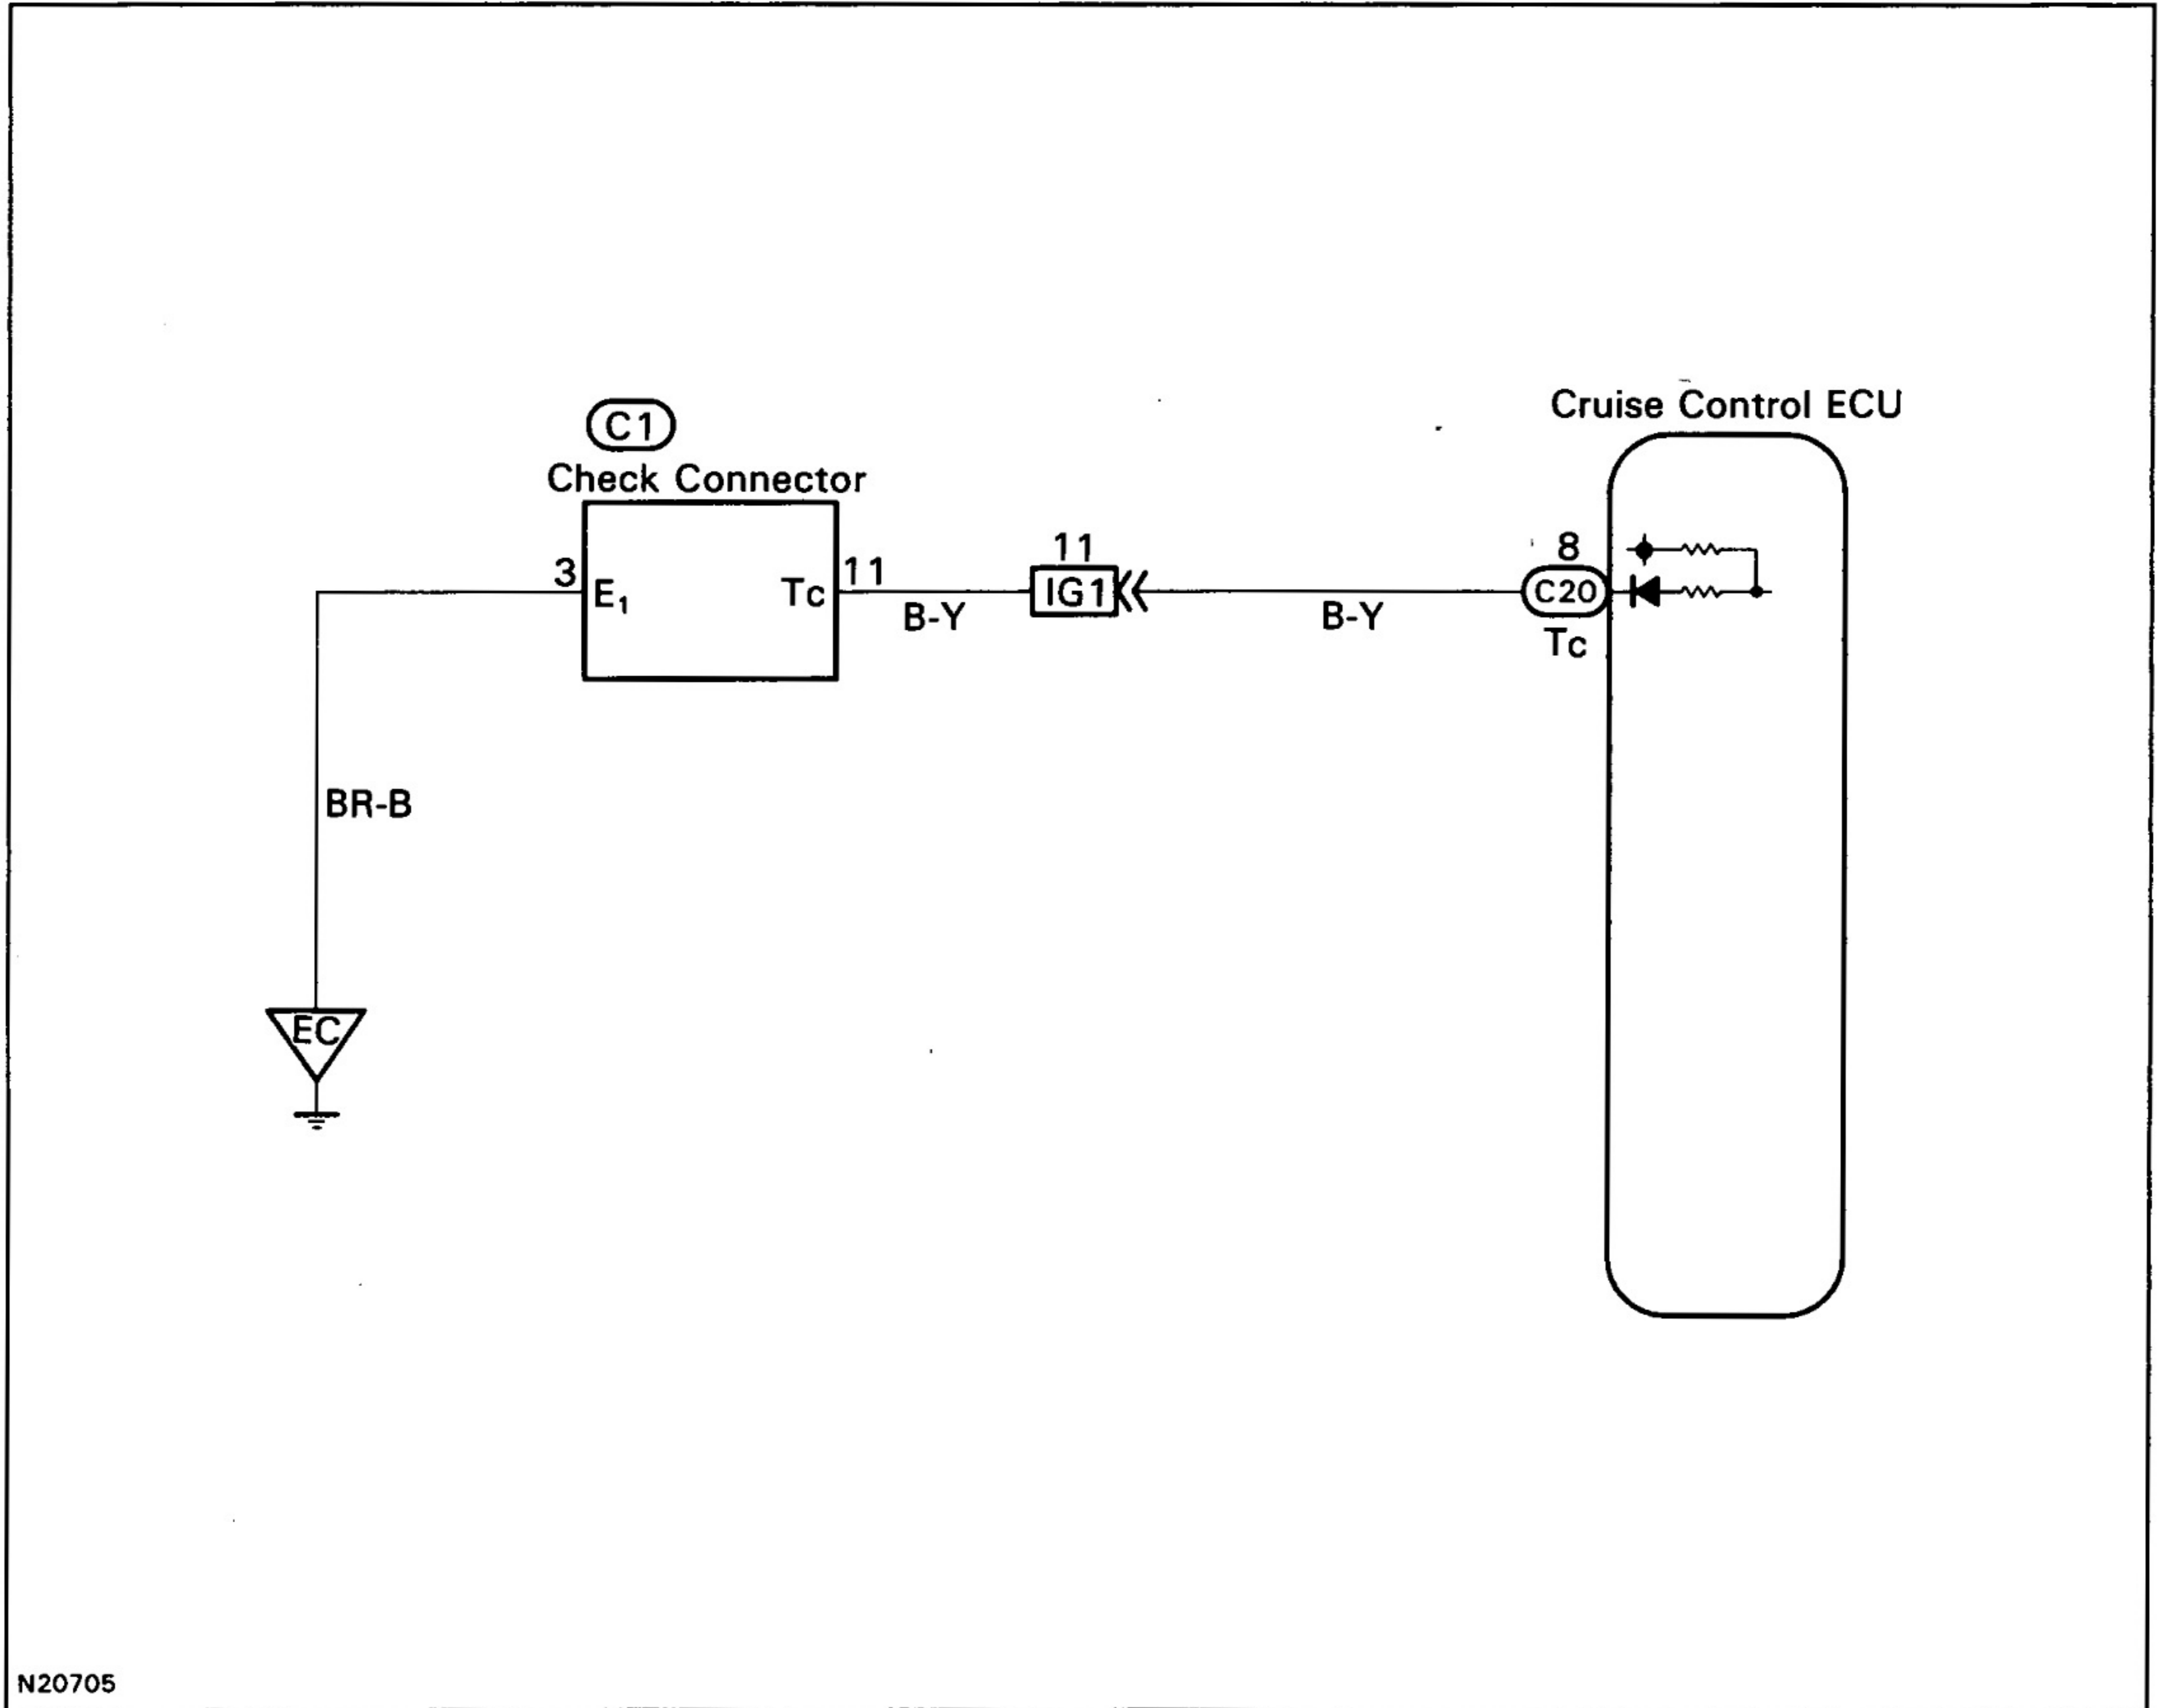 Cruise Control ECU
C1
Check Connector
3
E₁
Tc
11
B-Y
11
IG1
B-Y
8
C20
Tc
BR-B
EC
N20705